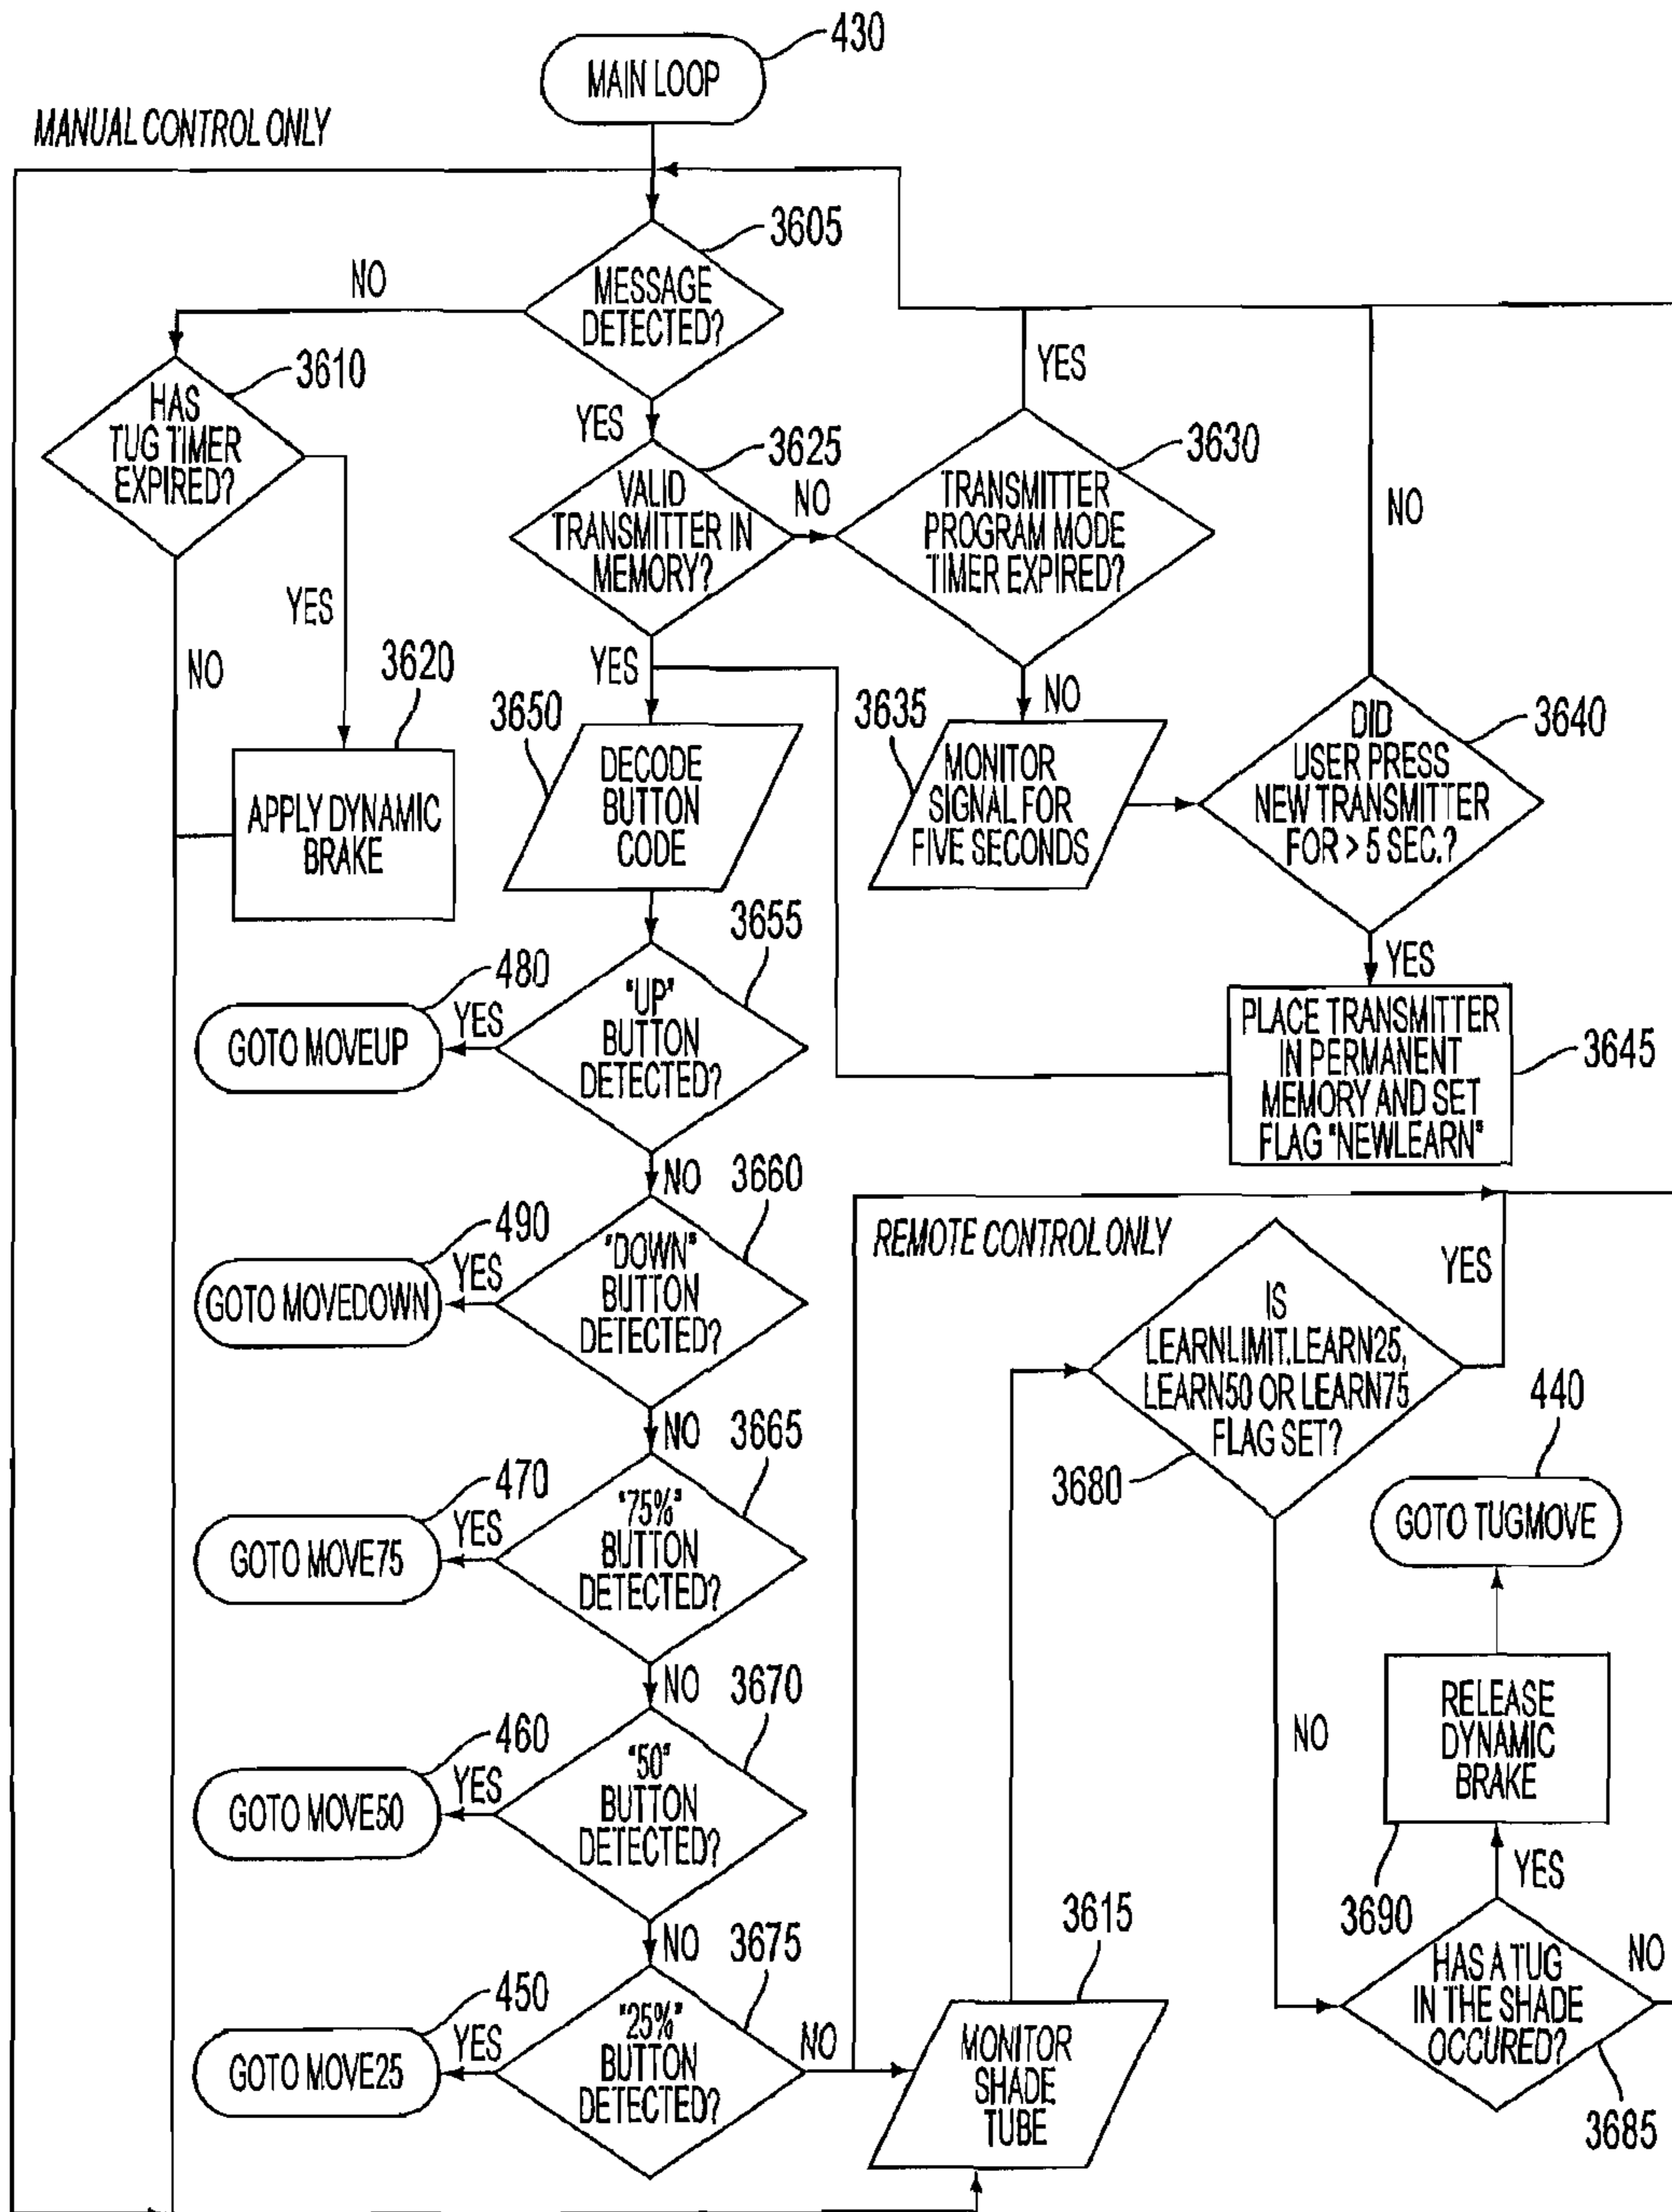 430
MAIN LOOP
MANUAL CONTROL ONLY
3605
MESSAGE
DETECTED?
NO
YES
3610
HAS
TUG TIMER
EXPIRED?
YES
NO
3620
APPLY DYNAMIC
BRAKE
3625
VALID
TRANSMITTER IN
MEMORY?
NO
YES
3630
TRANSMITTER
PROGRAM MODE
TIMER EXPIRED?
YES
NO
3635
MONITOR
SIGNAL FOR
FIVE SECONDS
3640
DID
USER PRESS
NEW TRANSMITTER
FOR > 5 SEC.?
NO
YES
3645
PLACE TRANSMITTER
IN PERMANENT
MEMORY AND SET
FLAG "NEWLEARN"
3650
DECODE
BUTTON
CODE
3655
"UP"
BUTTON
DETECTED?
YES
480
GOTO MOVEUP
NO
3660
"DOWN"
BUTTON
DETECTED?
YES
490
GOTO MOVEDOWN
NO
3665
"75%"
BUTTON
DETECTED?
YES
470
GOTO MOVE75
NO
3670
"50"
BUTTON
DETECTED?
YES
460
GOTO MOVE50
NO
3675
"25%"
BUTTON
DETECTED?
YES
450
GOTO MOVE25
NO
REMOTE CONTROL ONLY
3615
MONITOR
SHADE
TUBE
IS
LEARNLIMIT.LEARN25,
LEARN50 OR LEARN75
FLAG SET?
3680
YES
NO
440
GOTO TUGMOVE
RELEASE
DYNAMIC
BRAKE
3690
YES
HAS A TUG
IN THE SHADE
OCCURED?
NO
3685